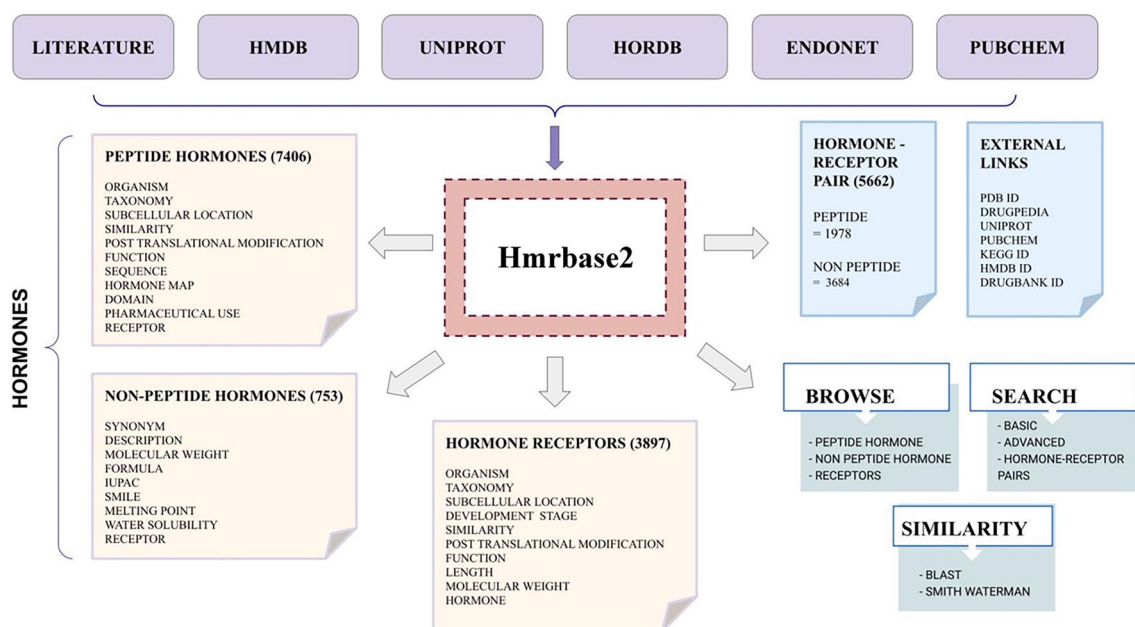 LITERATURE
HMDB
UNIPROT
HORDB
ENDONET
PUBCHEM
HORMONES
PEPTIDE HORMONES (7406)
ORGANISM
TAXONOMY
SUBCELLULAR LOCATION
SIMILARITY
POST TRANSLATIONAL MODIFICATION
FUNCTION
SEQUENCE
HORMONE MAP
DOMAIN
PHARMACEUTICAL USE
RECEPTOR
NON-PEPTIDE HORMONES (753)
SYNONYM
DESCRIPTION
MOLECULAR WEIGHT
FORMULA
IUPAC
SMILE
MELTING POINT
WATER SOLUBILITY
RECEPTOR
Hmrbase2
HORMONE RECEPTORS (3897)
ORGANISM
TAXONOMY
SUBCELLULAR LOCATION
DEVELOPMENT STAGE
SIMILARITY
POST TRANSLATIONAL MODIFICATION
FUNCTION
LENGTH
MOLECULAR WEIGHT
HORMONE
HORMONE -
RECEPTOR
PAIR (5662)
PEPTIDE
= 1978
NON PEPTIDE
= 3684
EXTERNAL
LINKS
PDB ID
DRUGPEDIA
UNIPROT
PUBCHEM
KEGG ID
HMDB ID
DRUGBANK ID
BROWSE
- PEPTIDE HORMONE
- NON PEPTIDE HORMONE
- RECEPTORS
SEARCH
- BASIC
- ADVANCED
- HORMONE-RECEPTOR
PAIRS
SIMILARITY
- BLAST
- SMITH WATERMAN